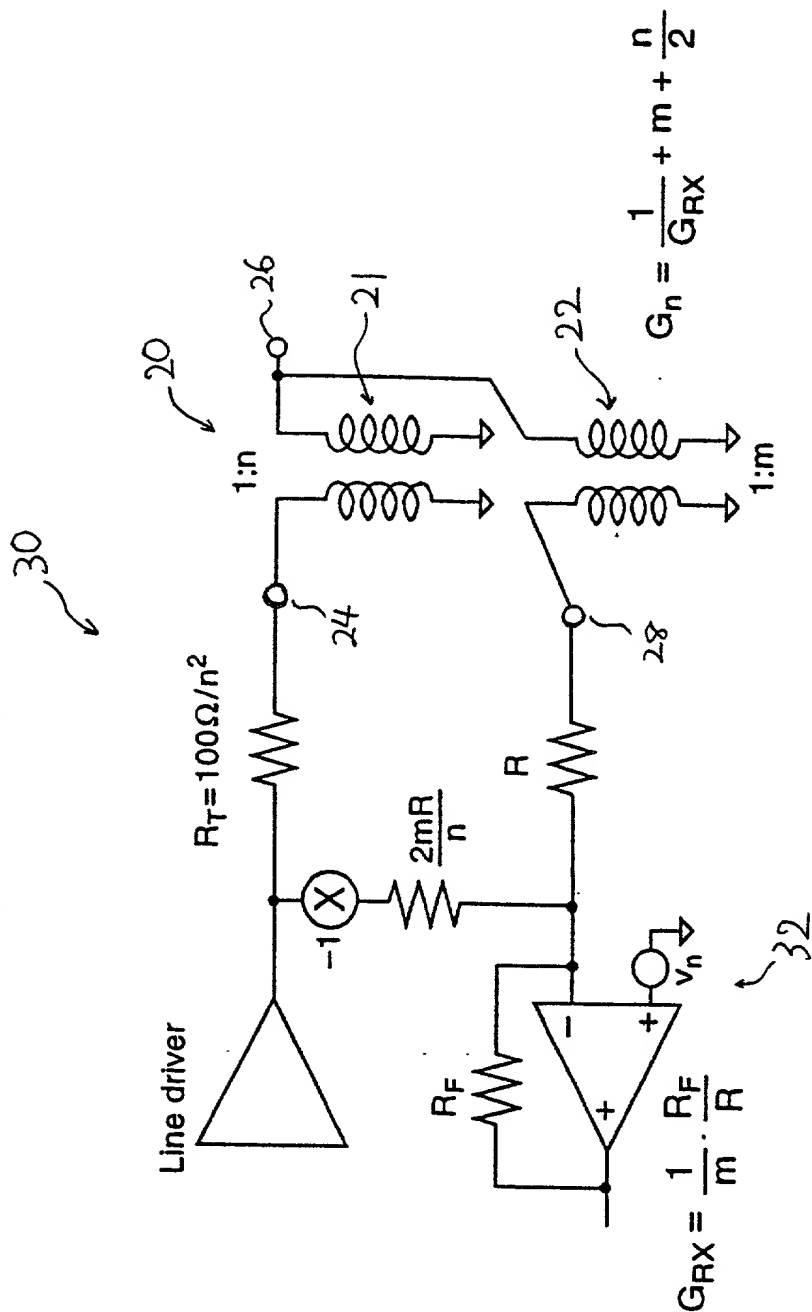 30
20
26
21
22
24
28
32
1:n
1:m
Line driver
R_T=100Ω/n²
−1
X
2mR/n
R
R_F
−
+
+
v_n
G_RX = 1/m · R_F/R
G_n = 1/G_RX + m + n/2